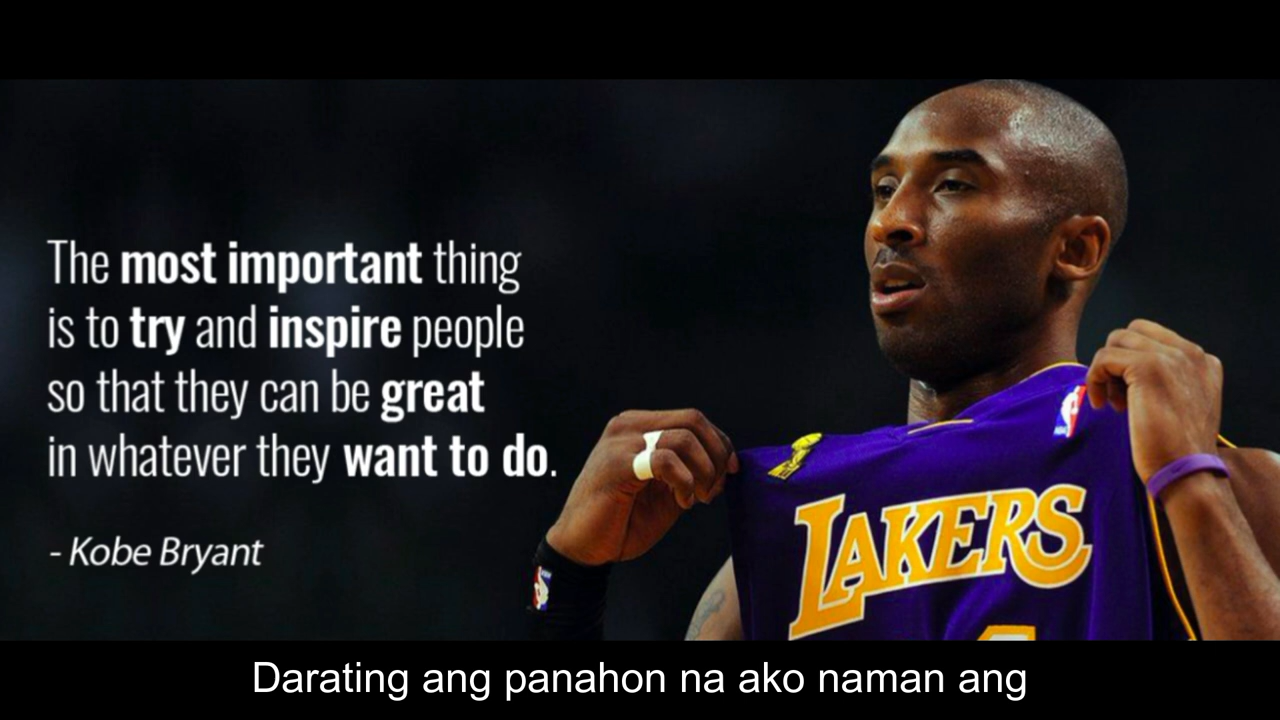 The most important thing
is to try and inspire people
so that they can be great
in whatever they want to do.
- Kobe Bryant
LAKERS
Darating ang panahon na ako naman ang